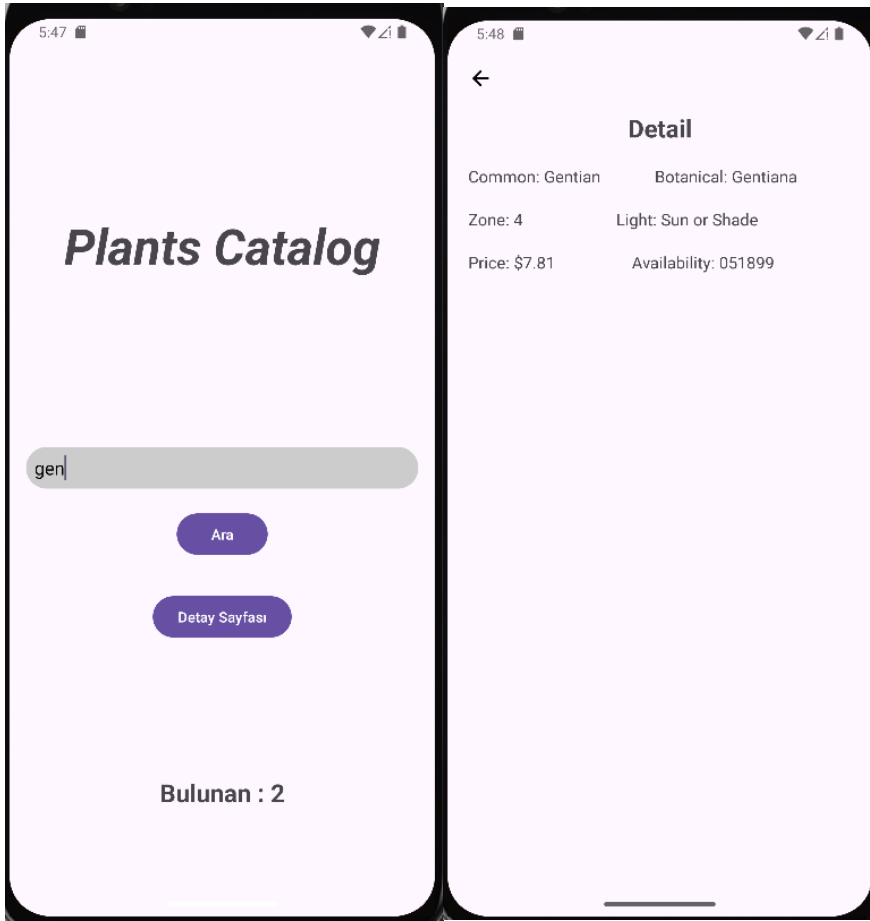 5:47
Plants Catalog
gen
Ara
Detay Sayfası
Bulunan : 2
5:48
Detail
Common: Gentian Botanical: Gentiana
Zone: 4 Light: Sun or Shade
Price: $7.81 Availability: 051899